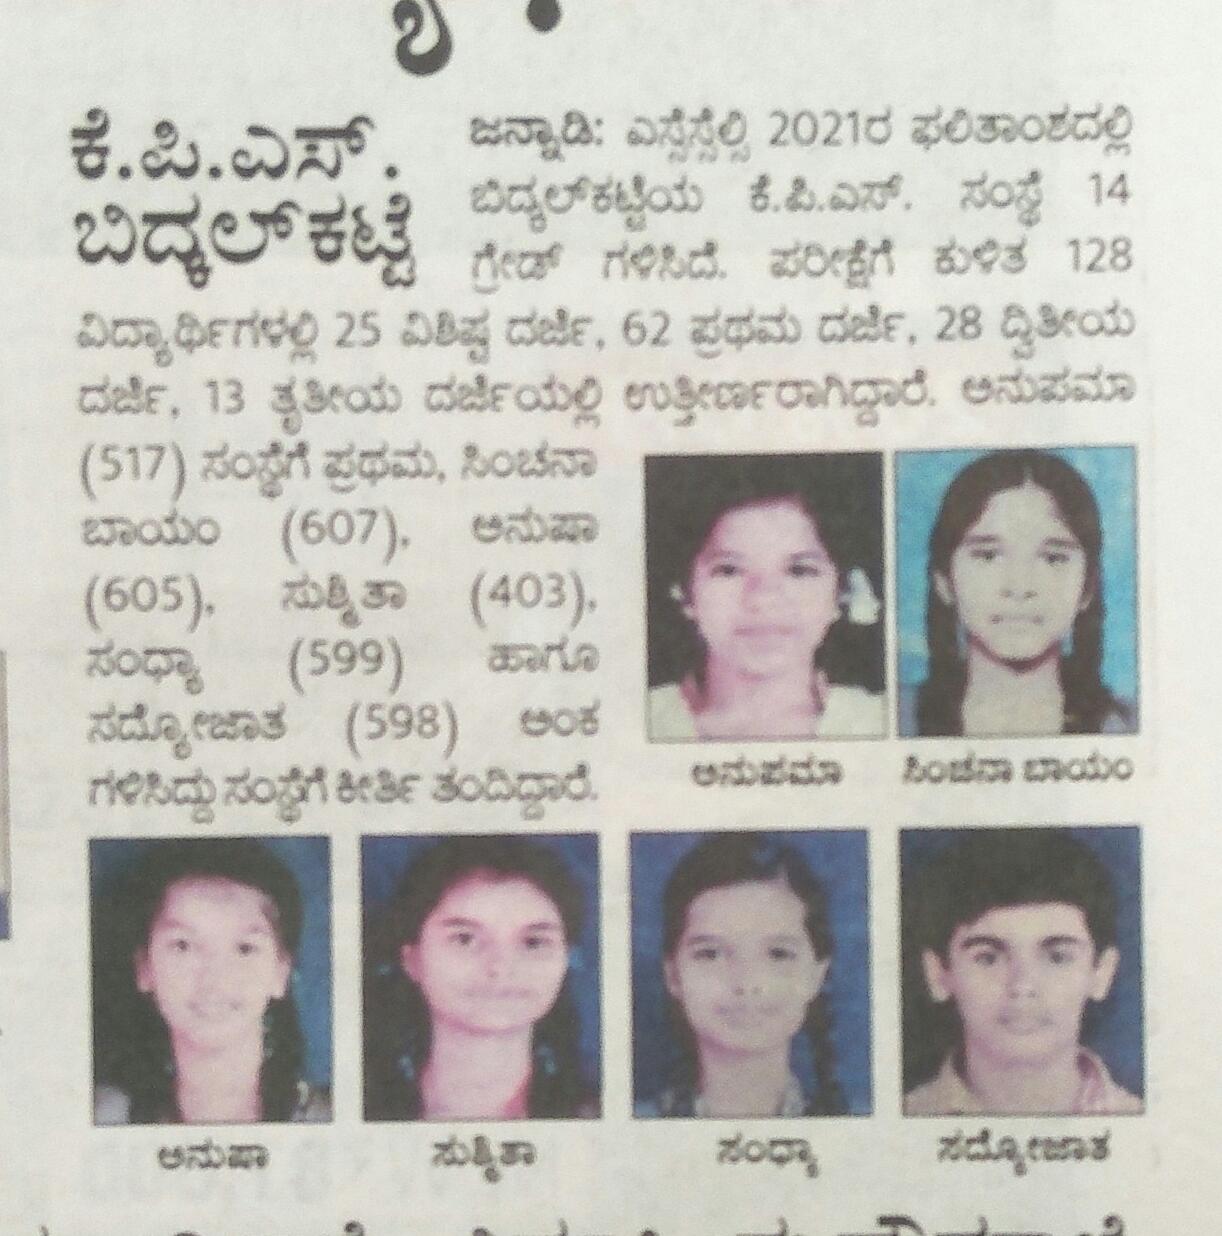 ಕೆ.ಪಿ.ಎಸ್.
ಬಿದ್ಕಲ್‌ಕಟ್ಟೆ
ಜನ್ನಾಡಿ: ಎಸ್ಸೆಸ್ಸೆಲ್ಸಿ 2021ರ ಫಲಿತಾಂಶದಲ್ಲಿ
ಬಿದ್ಕಲ್‌ಕಟ್ಟೆಯ ಕೆ.ಪಿ.ಎಸ್. ಸಂಸ್ಥೆ 14
ಗ್ರೇಡ್ ಗಳಿಸಿದೆ. ಪರೀಕ್ಷೆಗೆ ಕುಳಿತ 128
ವಿದ್ಯಾರ್ಥಿಗಳಲ್ಲಿ 25 ವಿಶಿಷ್ಟ ದರ್ಜೆ, 62 ಪ್ರಥಮ ದರ್ಜೆ, 28 ದ್ವಿತೀಯ
ದರ್ಜೆ, 13 ತೃತೀಯ ದರ್ಜೆಯಲ್ಲಿ ಉತ್ತೀರ್ಣರಾಗಿದ್ದಾರೆ. ಅನುಪಮಾ
(517) ಸಂಸ್ಥೆಗೆ ಪ್ರಥಮ, ಸಿಂಚನಾ
ಬಾಯಂ (607), ಅನುಷಾ
(605), ಸುಶ್ಮಿತಾ (403),
ಸಂಧ್ಯಾ (599) ಹಾಗೂ
ಸದ್ಯೋಜಾತ (598) ಅಂಕ
ಗಳಿಸಿದ್ದು ಸಂಸ್ಥೆಗೆ ಕೀರ್ತಿ ತಂದಿದ್ದಾರೆ.
ಅನುಪಮಾ
ಸಿಂಚನಾ ಬಾಯಂ
ಅನುಷಾ
ಸುಶ್ಮಿತಾ
ಸಂಧ್ಯಾ
ಸದ್ಯೋಜಾತ